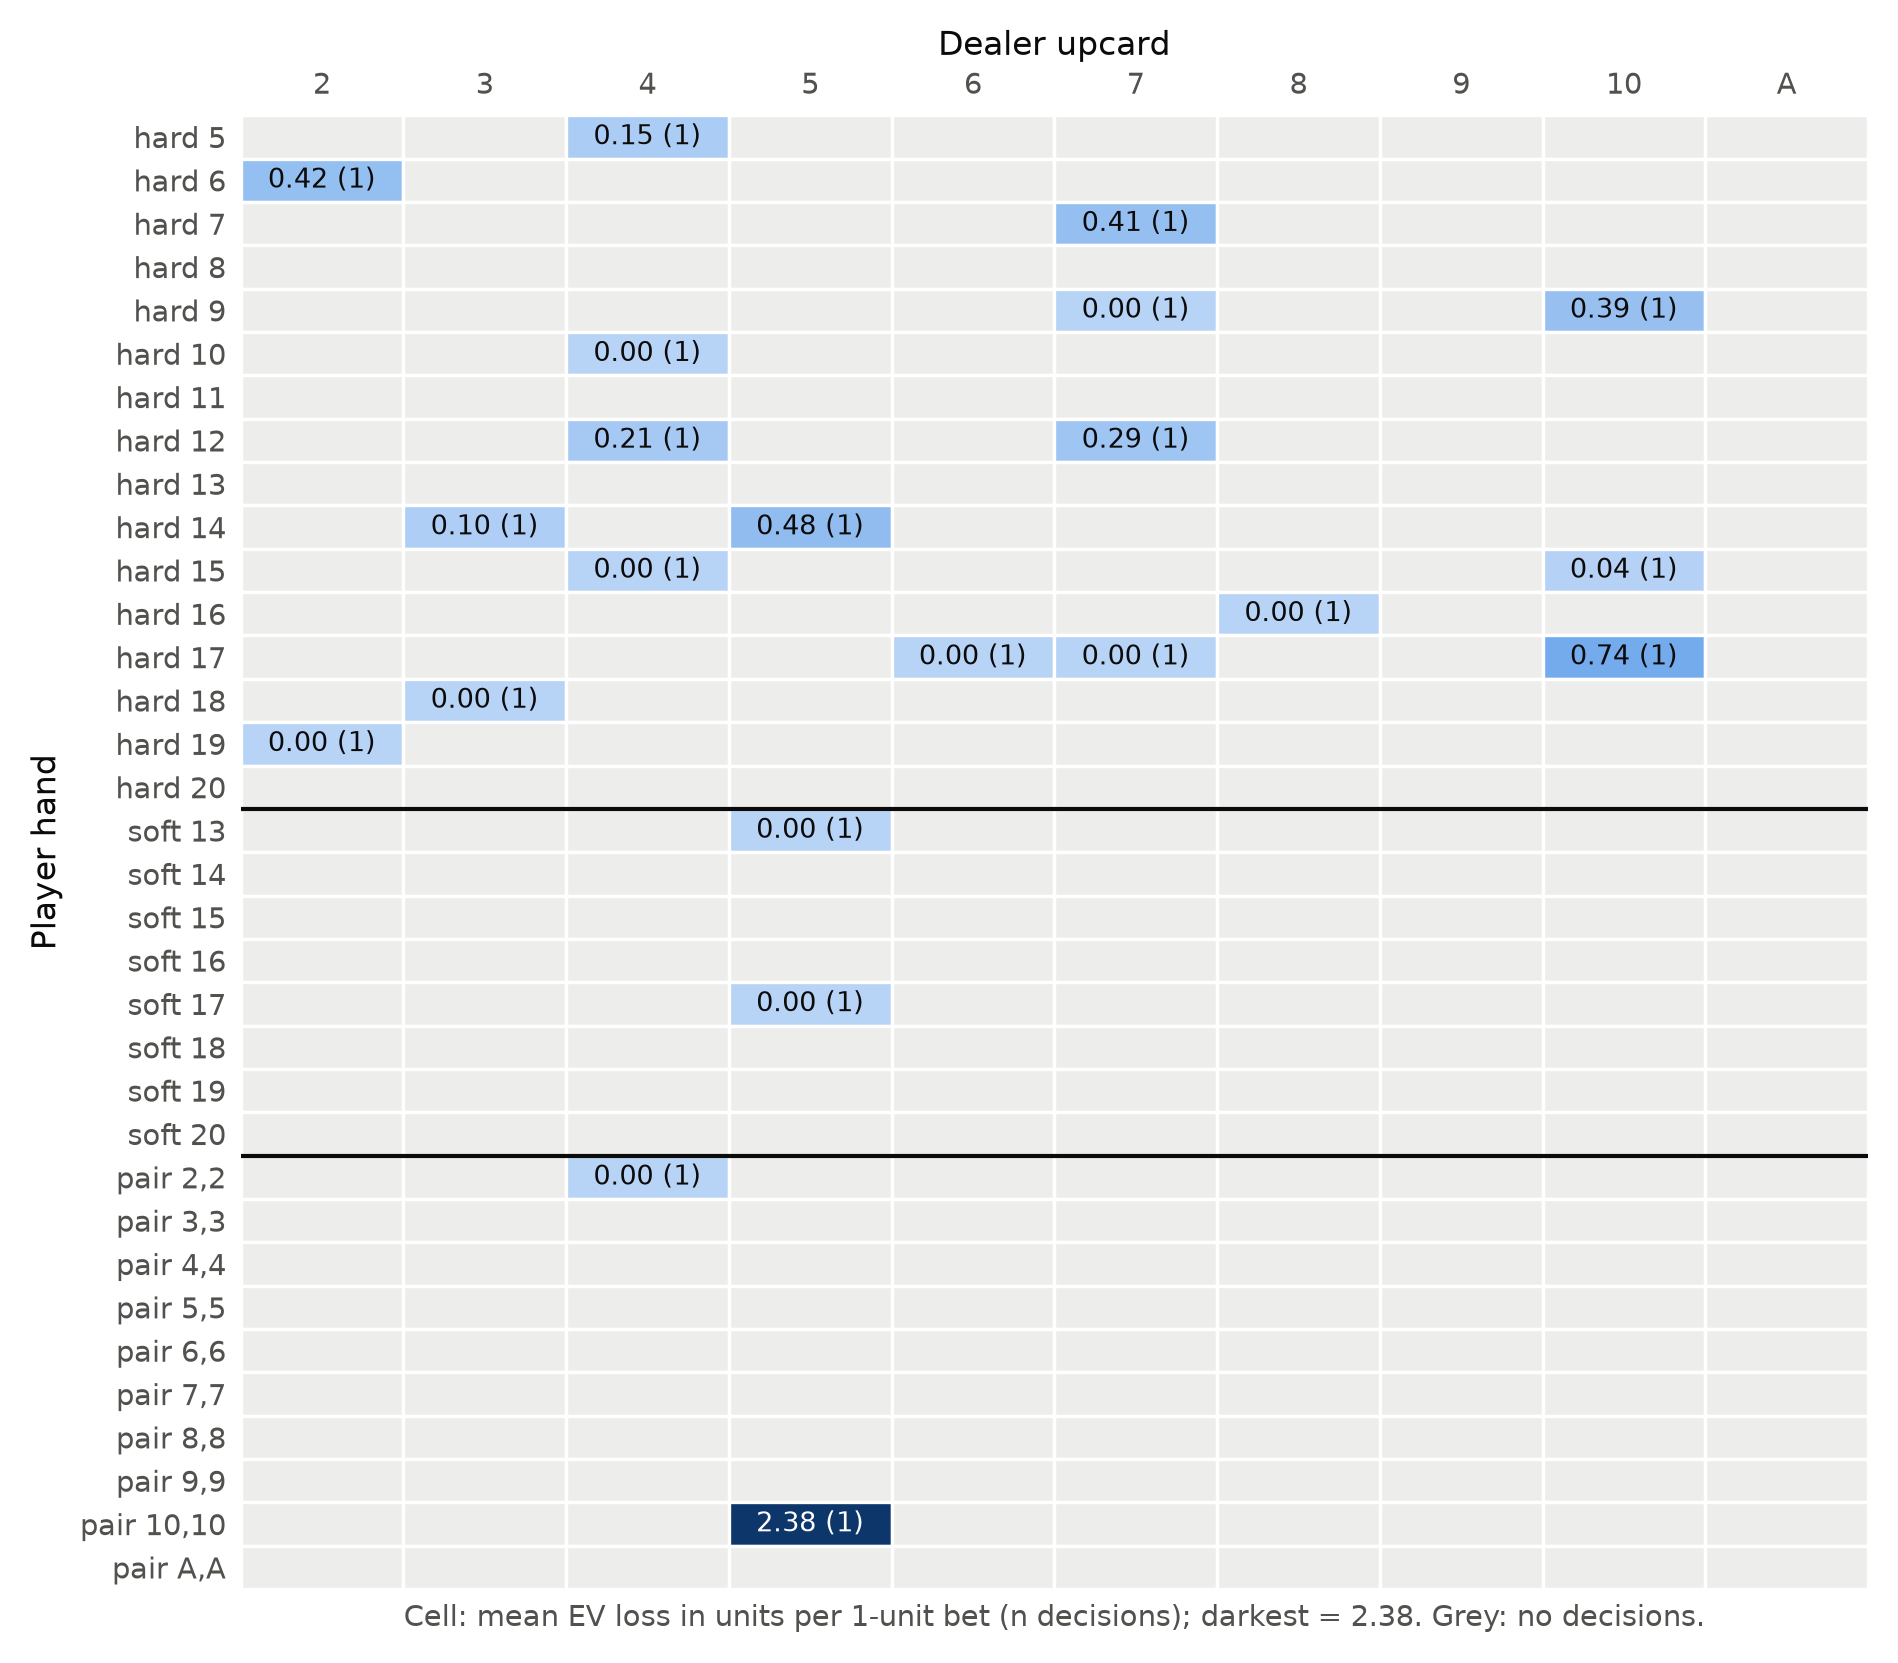 Dealer upcard
2 3 4 5 6 7 8 9 10 A
Player hand
hard 5 0.15 (1)
hard 6 0.42 (1)
hard 7 0.41 (1)
hard 8
hard 9 0.00 (1) 0.39 (1)
hard 10 0.00 (1)
hard 11
hard 12 0.21 (1) 0.29 (1)
hard 13
hard 14 0.10 (1) 0.48 (1)
hard 15 0.00 (1) 0.04 (1)
hard 16 0.00 (1)
hard 17 0.00 (1) 0.00 (1) 0.74 (1)
hard 18 0.00 (1)
hard 19 0.00 (1)
hard 20
soft 13 0.00 (1)
soft 14
soft 15
soft 16
soft 17 0.00 (1)
soft 18
soft 19
soft 20
pair 2,2 0.00 (1)
pair 3,3
pair 4,4
pair 5,5
pair 6,6
pair 7,7
pair 8,8
pair 9,9
pair 10,10 2.38 (1)
pair A,A
Cell: mean EV loss in units per 1-unit bet (n decisions); darkest = 2.38. Grey: no decisions.